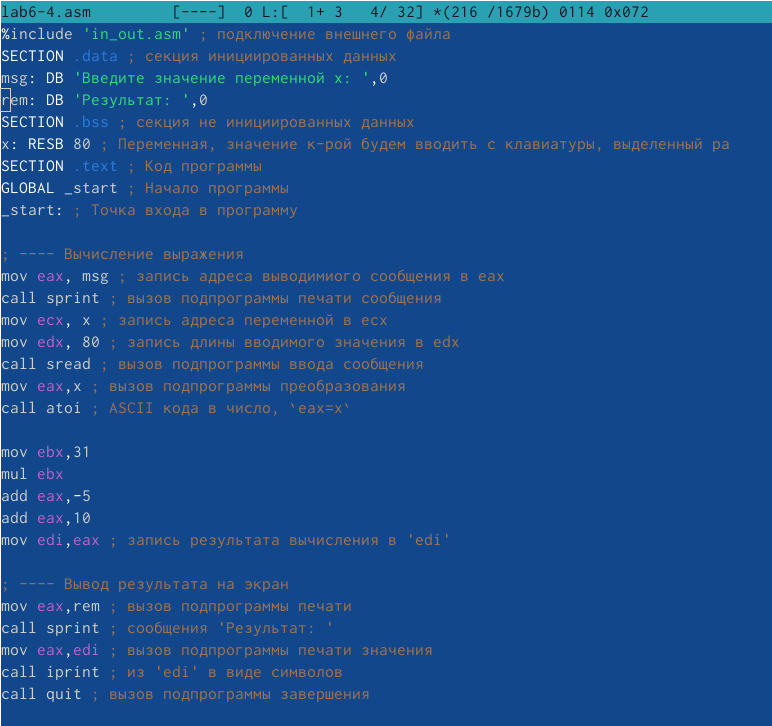 lab6-4.asm [----] 0 L:[ 1+ 3 4/ 32] *(216 /1679b) 0114 0x072
%include 'in_out.asm' ; подключение внешнего файла
SECTION .data ; секция инициированных данных
msg: DB 'Введите значение переменной x: ',0
rem: DB 'Результат: ',0
SECTION .bss ; секция не инициированных данных
x: RESB 80 ; Переменная, значение к-рой будем вводить с клавиатуры, выделенный ра
SECTION .text ; Код программы
GLOBAL _start ; Начало программы
_start: ; Точка входа в программу
; ---- Вычисление выражения
mov eax, msg ; запись адреса выводимиого сообщения в eax
call sprint ; вызов подпрограммы печати сообщения
mov ecx, x ; запись адреса переменной в ecx
mov edx, 80 ; запись длины вводимого значения в edx
call sread ; вызов подпрограммы ввода сообщения
mov eax,x ; вызов подпрограммы преобразования
call atoi ; ASCII кода в число, `eax=x`
mov ebx,31
mul ebx
add eax,-5
add eax,10
mov edi,eax ; запись результата вычисления в 'edi'
; ---- Вывод результата на экран
mov eax,rem ; вызов подпрограммы печати
call sprint ; сообщения 'Результат: '
mov eax,edi ; вызов подпрограммы печати значения
call iprint ; из 'edi' в виде символов
call quit ; вызов подпрограммы завершения